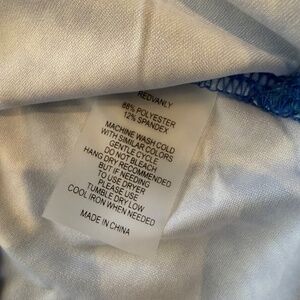 REDVANLY
88% POLYESTER
12% SPANDEX
MACHINE WASH COLD
WITH SIMILAR COLORS
GENTLE CYCLE
DO NOT BLEACH
HANG DRY RECOMMENDED
BUT IF NEEDING
TO USE DRYER
PLEASE USE
TUMBLE DRY LOW
COOL IRON WHEN NEEDED
MADE IN CHINA